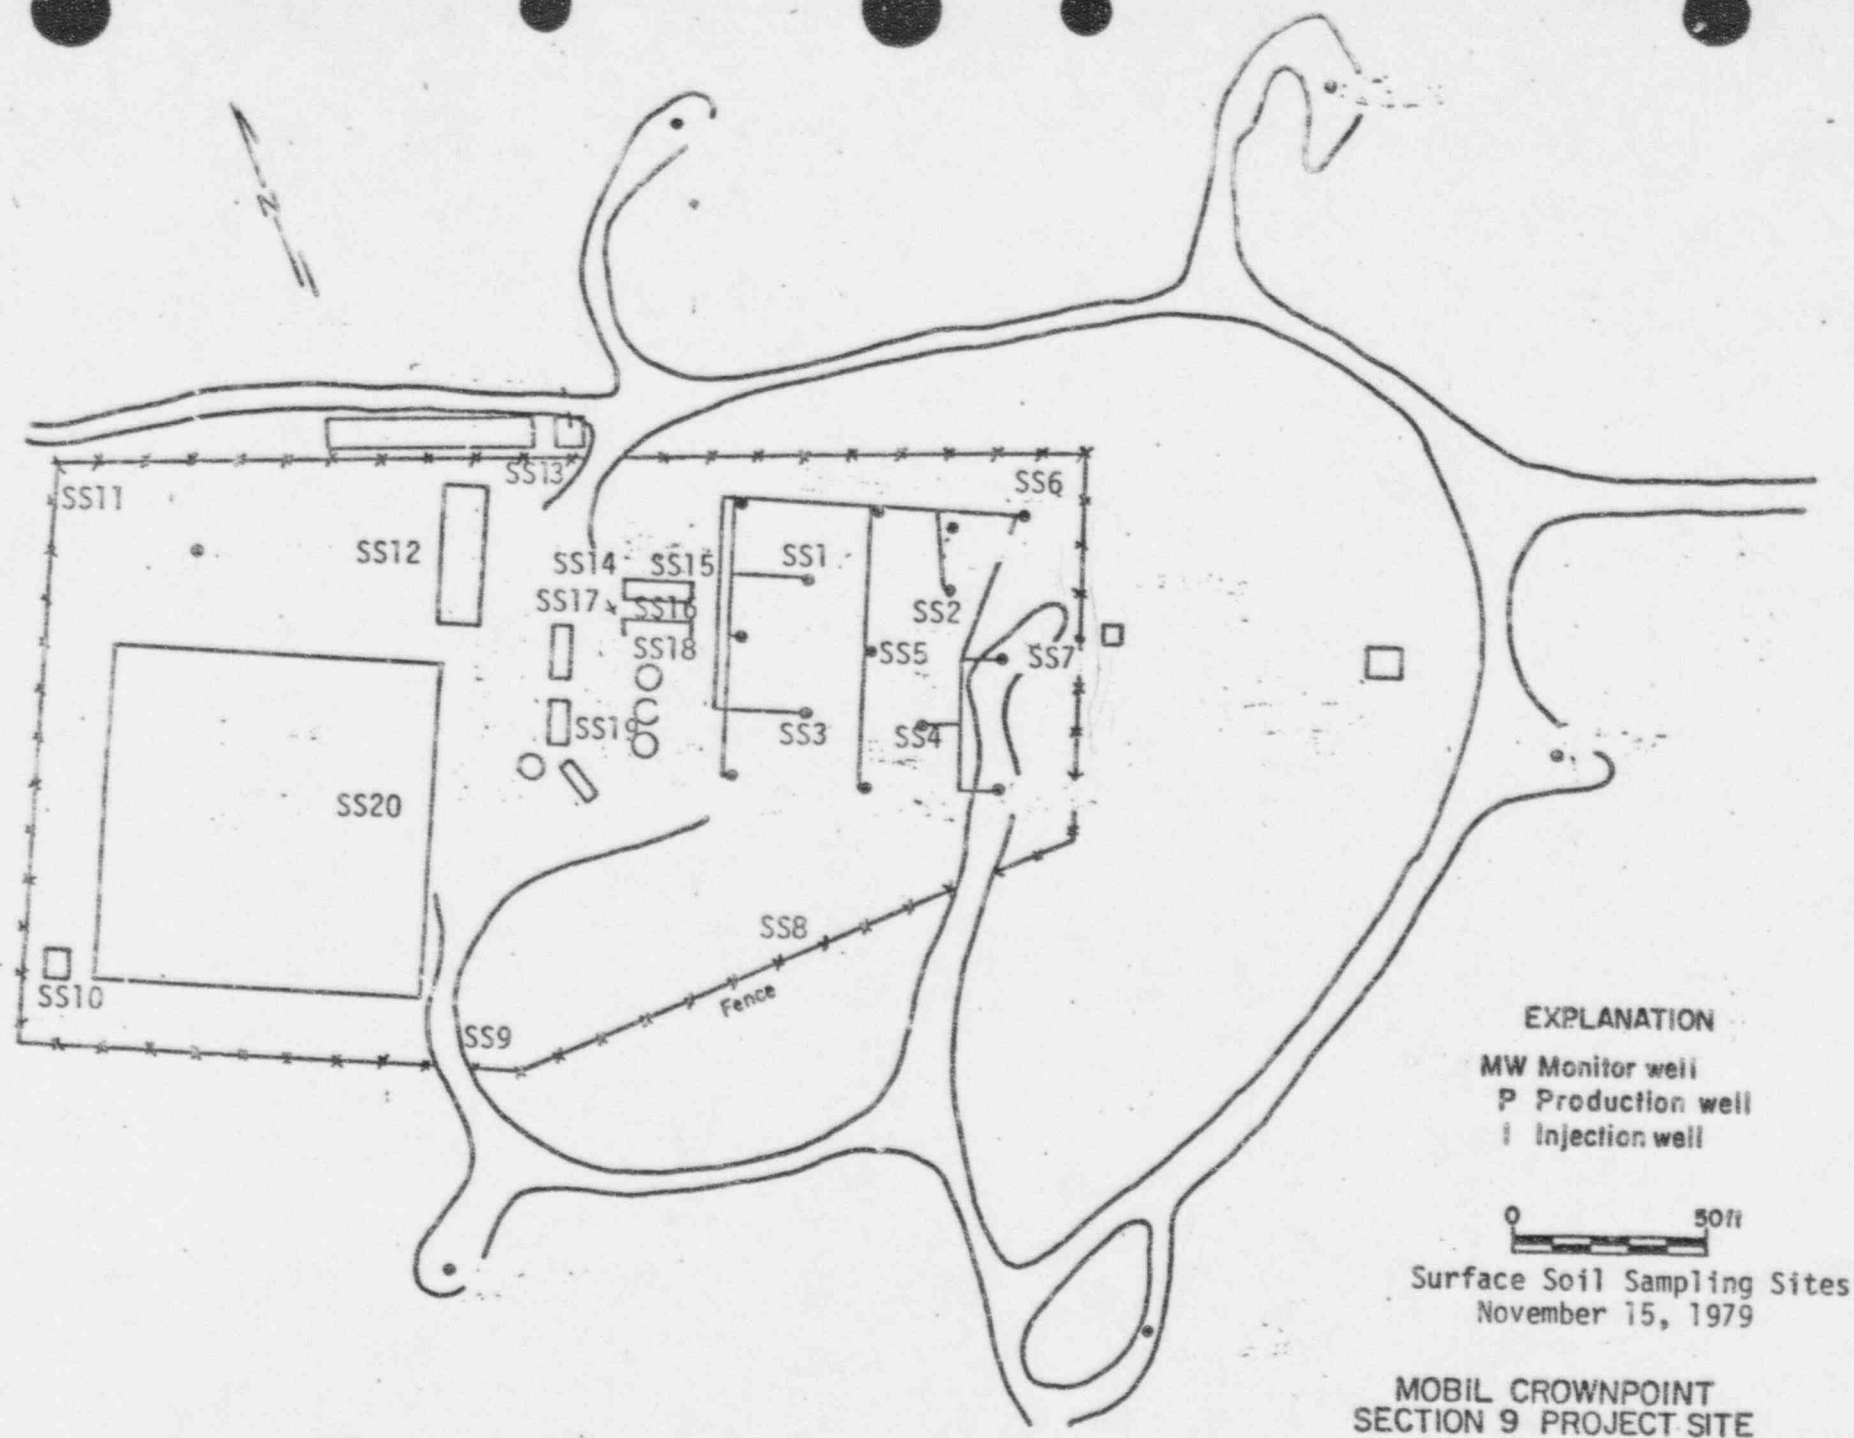 N
SS13
SS11
SS6
SS12
SS14
SS15
SS1
SS17
SS16
SS2
SS18
SS5
SS7
SS19
SS3
SS4
SS20
SS8
Fence
SS10
SS9
EXPLANATION
MW Monitor well
P Production well
I Injection well
0 50ft
Surface Soil Sampling Sites
November 15, 1979
MOBIL CROWNPOINT
SECTION 9 PROJECT SITE